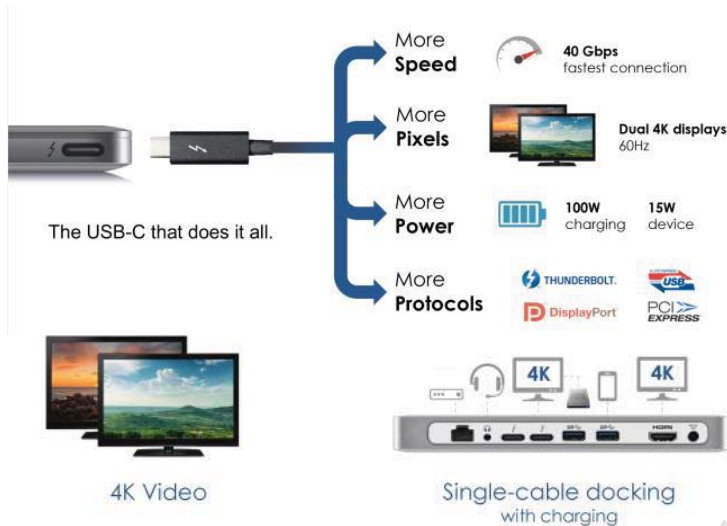 More
Speed
40 Gbps
fastest connection
More
Pixels
Dual 4K displays
60Hz
The USB-C that does it all.
More
Power
100W
charging
15W
device
More
Protocols
THUNDERBOLT.
USB
DisplayPort
PCI
EXPRESS
4K
4K
HDMI
4K Video
Single-cable docking
with charging